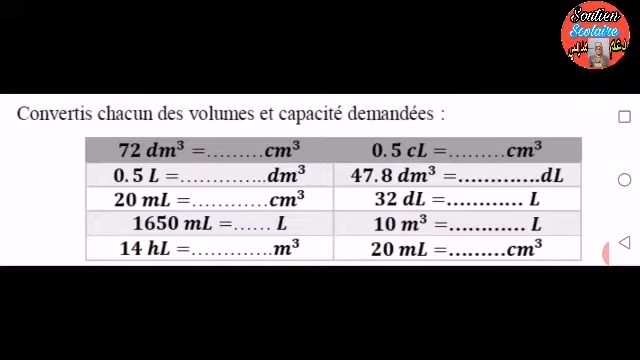 Soutien
Scolaire
Convertis chacun des volumes et capacité demandées :
72 dm³ =.........cm³ 0.5 cL =.........cm³
0.5 L =.............dm³ 47.8 dm³ =.............dL
20 mL =............cm³ 32 dL =............ L
1650 mL =...... L 10 m³ =............ L
14 hL =.............m³ 20 mL =.........cm³